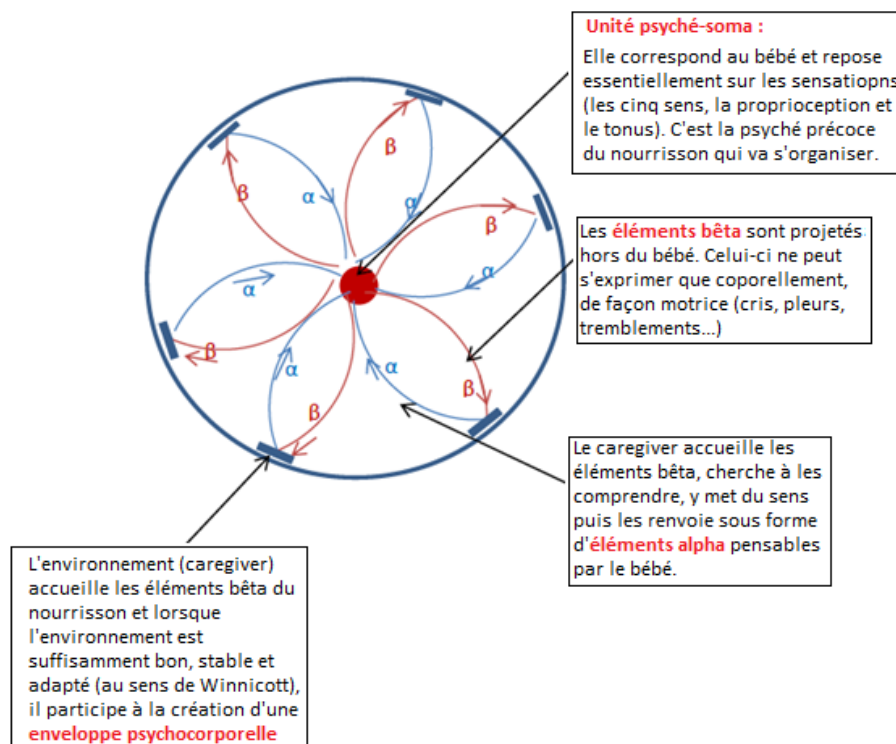 Unité psyché-soma :
Elle correspond au bébé et repose
essentiellement sur les sensatiopns
(les cinq sens, la proprioception et
le tonus). C'est la psyché précoce
du nourrisson qui va s'organiser.
β
β
α
α
β
α
α
β
α
β
α
β
Les éléments bêta sont projetés
hors du bébé. Celui-ci ne peut
s'exprimer que coporellement,
de façon motrice (cris, pleurs,
tremblements...)
Le caregiver accueille les
éléments bêta, cherche à les
comprendre, y met du sens
puis les renvoie sous forme
d'éléments alpha pensables
par le bébé.
L'environnement (caregiver)
accueille les éléments bêta du
nourrison et lorsque
l'environnement est
suffisamment bon, stable et
adapté (au sens de Winnicott),
il participe à la création d'une
enveloppe psychocorporelle